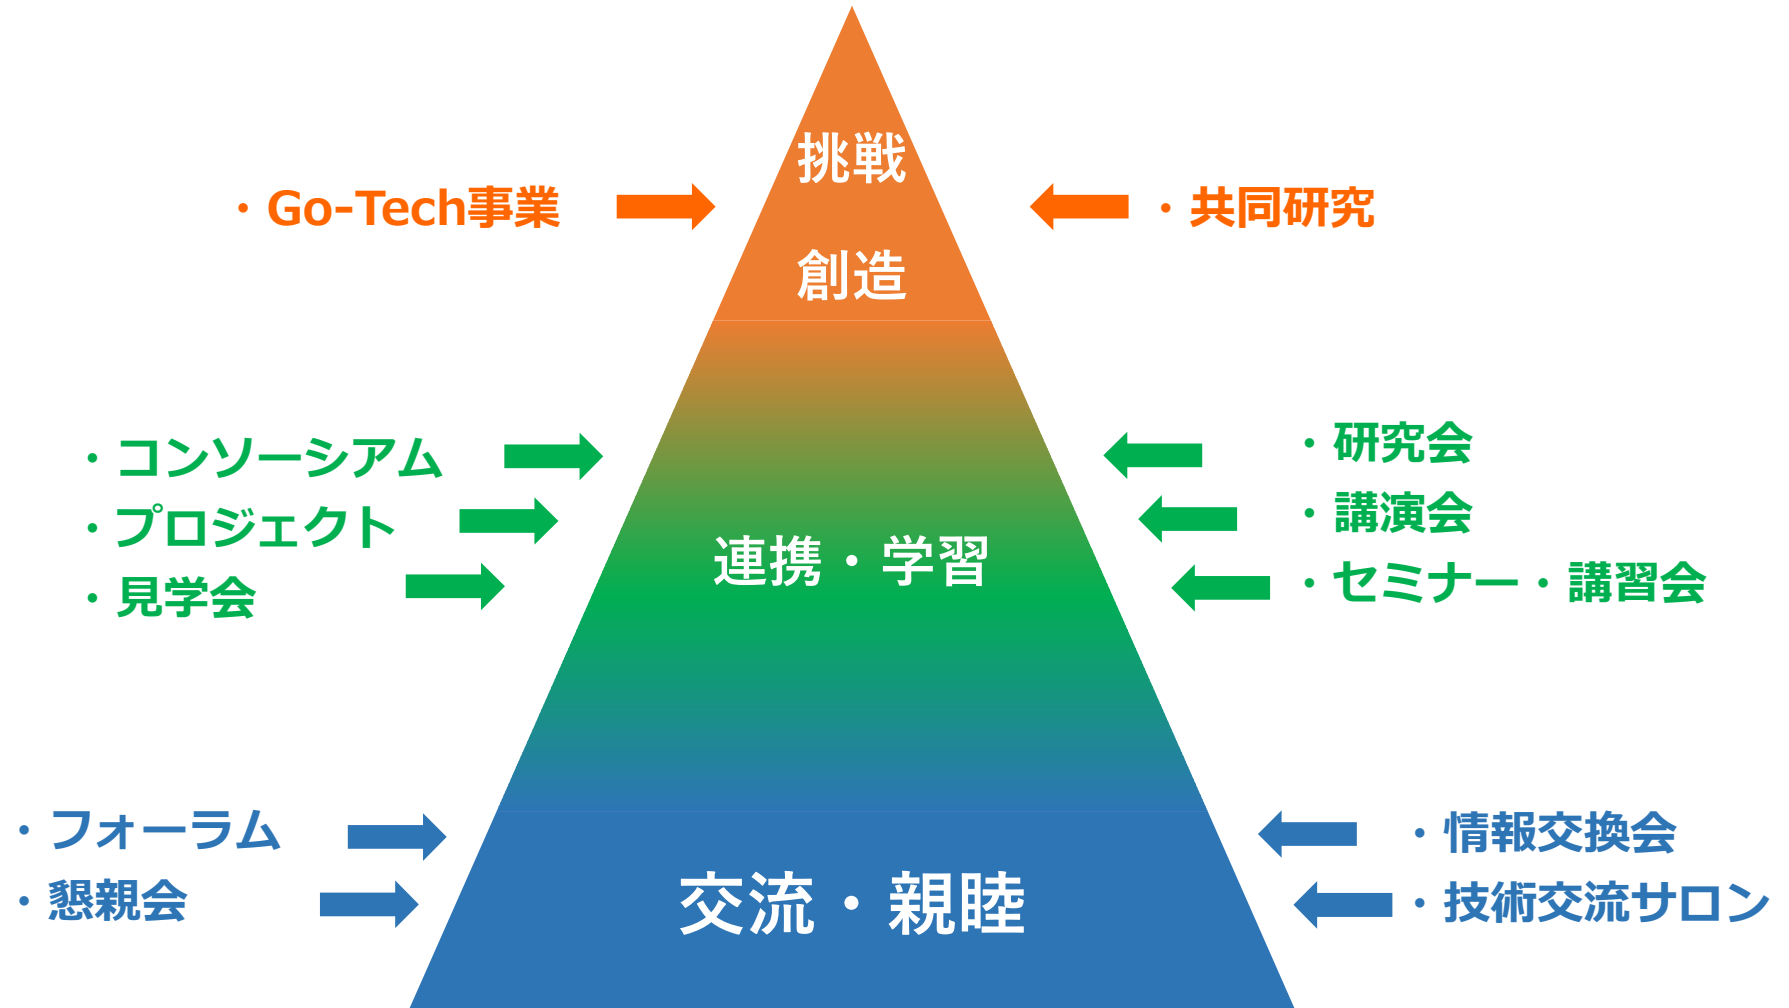 挑戦
・Go-Tech事業
・共同研究
創造
・コンソーシアム
・プロジェクト
・見学会
連携・学習
・研究会
・講演会
・セミナー・講習会
・フォーラム
・懇親会
交流・親睦
・情報交換会
・技術交流サロン